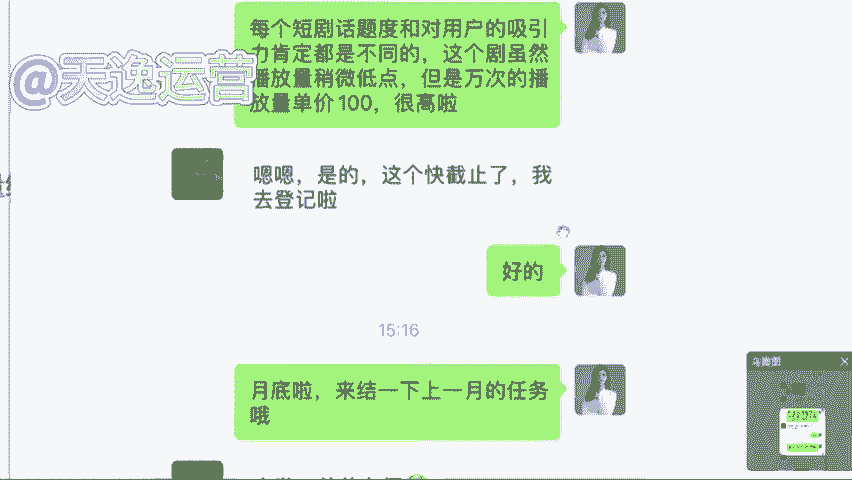 每个短剧话题度和对用户的吸引
力肯定都是不同的，这个剧虽然
播放量稍微低点，但是万次的播
放量单价100，很高啦
@天逸运营
嗯嗯，是的，这个快截止了，我
去登记啦
好的
15:16
月底啦，来结一下上一月的任务
哦
鸟瞰图